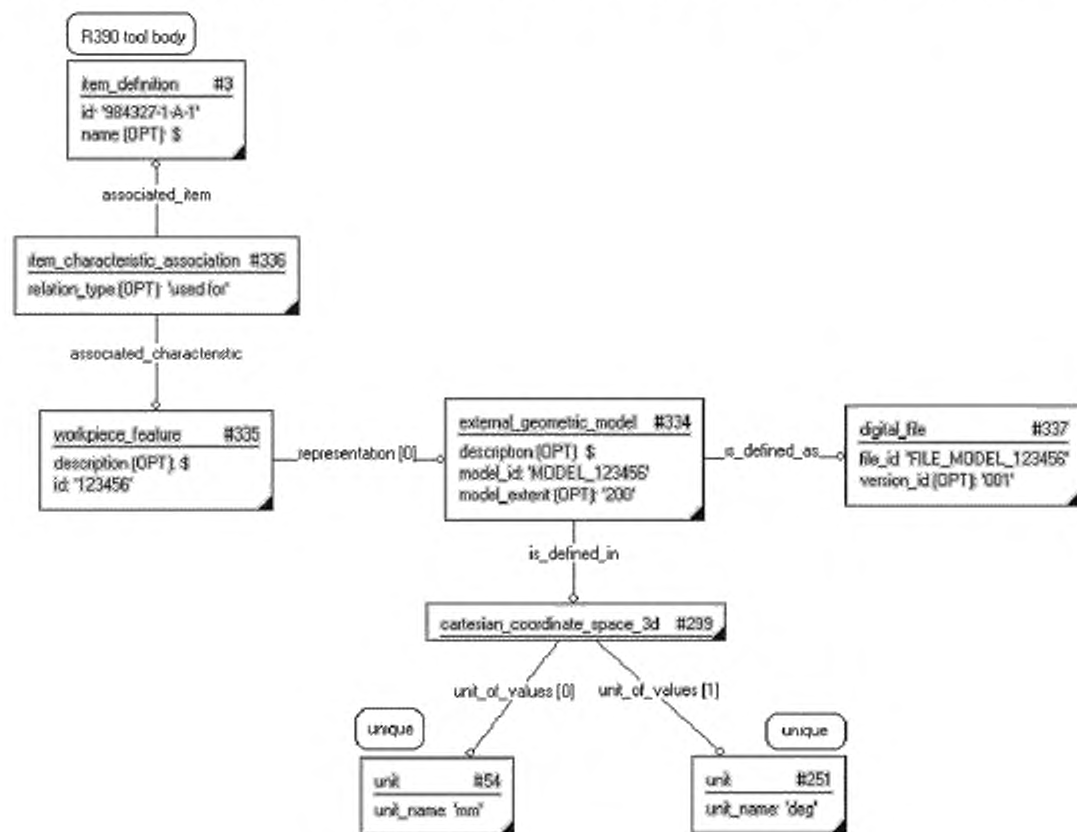 R390 tool body
item_definition #3
id: '984327-1-A-1'
name (OPT): $
associated_item
item_characteristic_association #336
relation_type (OPT): 'used for'
associated_characteristic
workpiece_feature #335
description (OPT): $
id: '123456'
representation [0]
external_geometric_model #334
description (OPT): $
model_id: 'MODEL_123456'
model_extent (OPT): '200'
is_defined_as
digital_file #337
file_id: 'FILE_MODEL_123456'
version_id (OPT): '001'
is_defined_in
cartesian_coordinate_space_3d #299
unit_of_values [0]
unit_of_values [1]
unique
unique
unit #54
unit_name: 'mm'
unit #251
unit_name: 'deg'